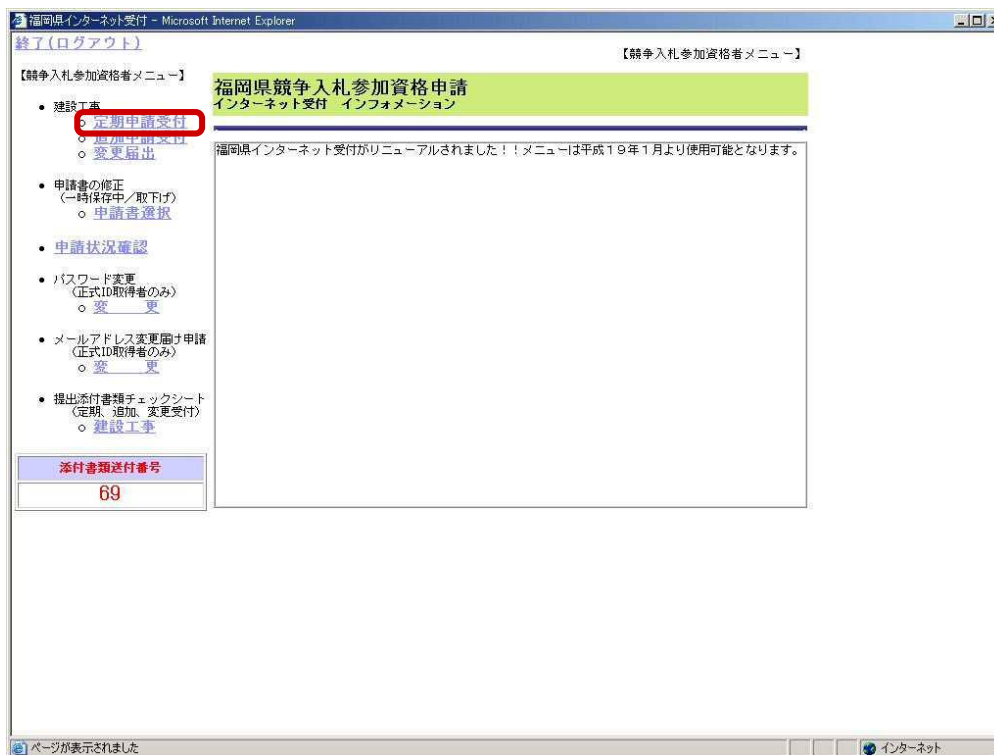 福岡県インターネット受付 - Microsoft Internet Explorer
終了(ログアウト)
【競争入札参加資格者メニュー】
【競争入札参加資格者メニュー】
• 建設工事
○ 定期申請受付
○ 追加申請受付
○ 変更届出
• 申請書の修正
（一時保存中／取下げ）
○ 申請書選択
• 申請状況確認
• パスワード変更
（正式ID取得者のみ）
○ 変　　更
• メールアドレス変更届け申請
（正式ID取得者のみ）
○ 変　　更
• 提出添付書類チェックシート
（定期、追加、変更受付）
○ 建設工事
添付書類送付番号
69
福岡県競争入札参加資格申請
インターネット受付　インフォメーション
福岡県インターネット受付がリニューアルされました！！メニューは平成１９年１月より使用可能となります。
ページが表示されました
インターネット